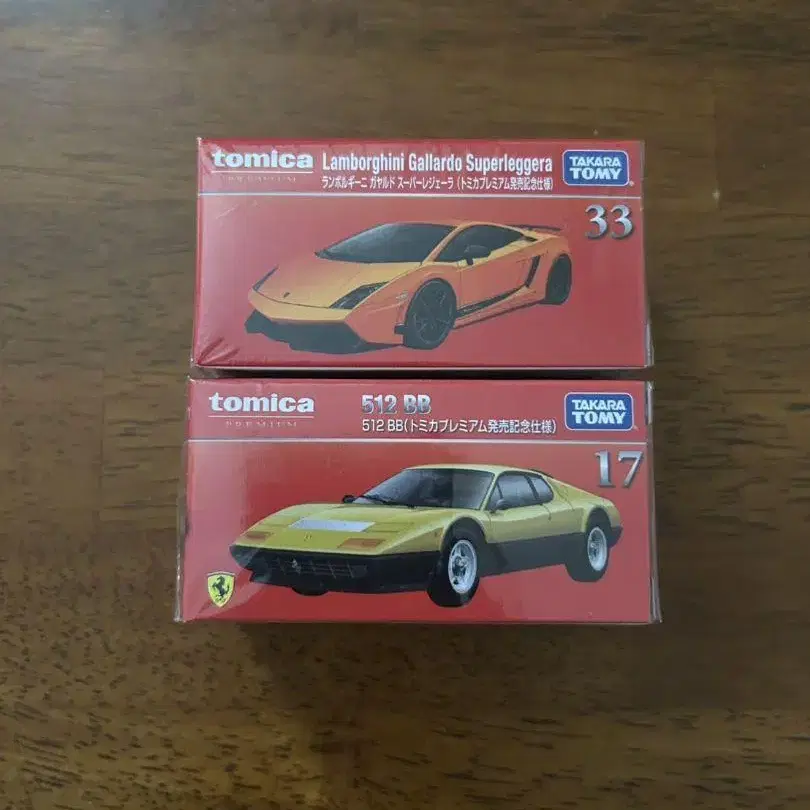 tomica Lamborghini Gallardo Superleggera TAKARA TOMY
PREMIUM ランボルギーニ ガヤルド スーパーレジェーラ (トミカプレミアム発売記念仕様)
33
tomica 512 BB TAKARA TOMY
PREMIUM 512 BB(トミカプレミアム発売記念仕様)
17